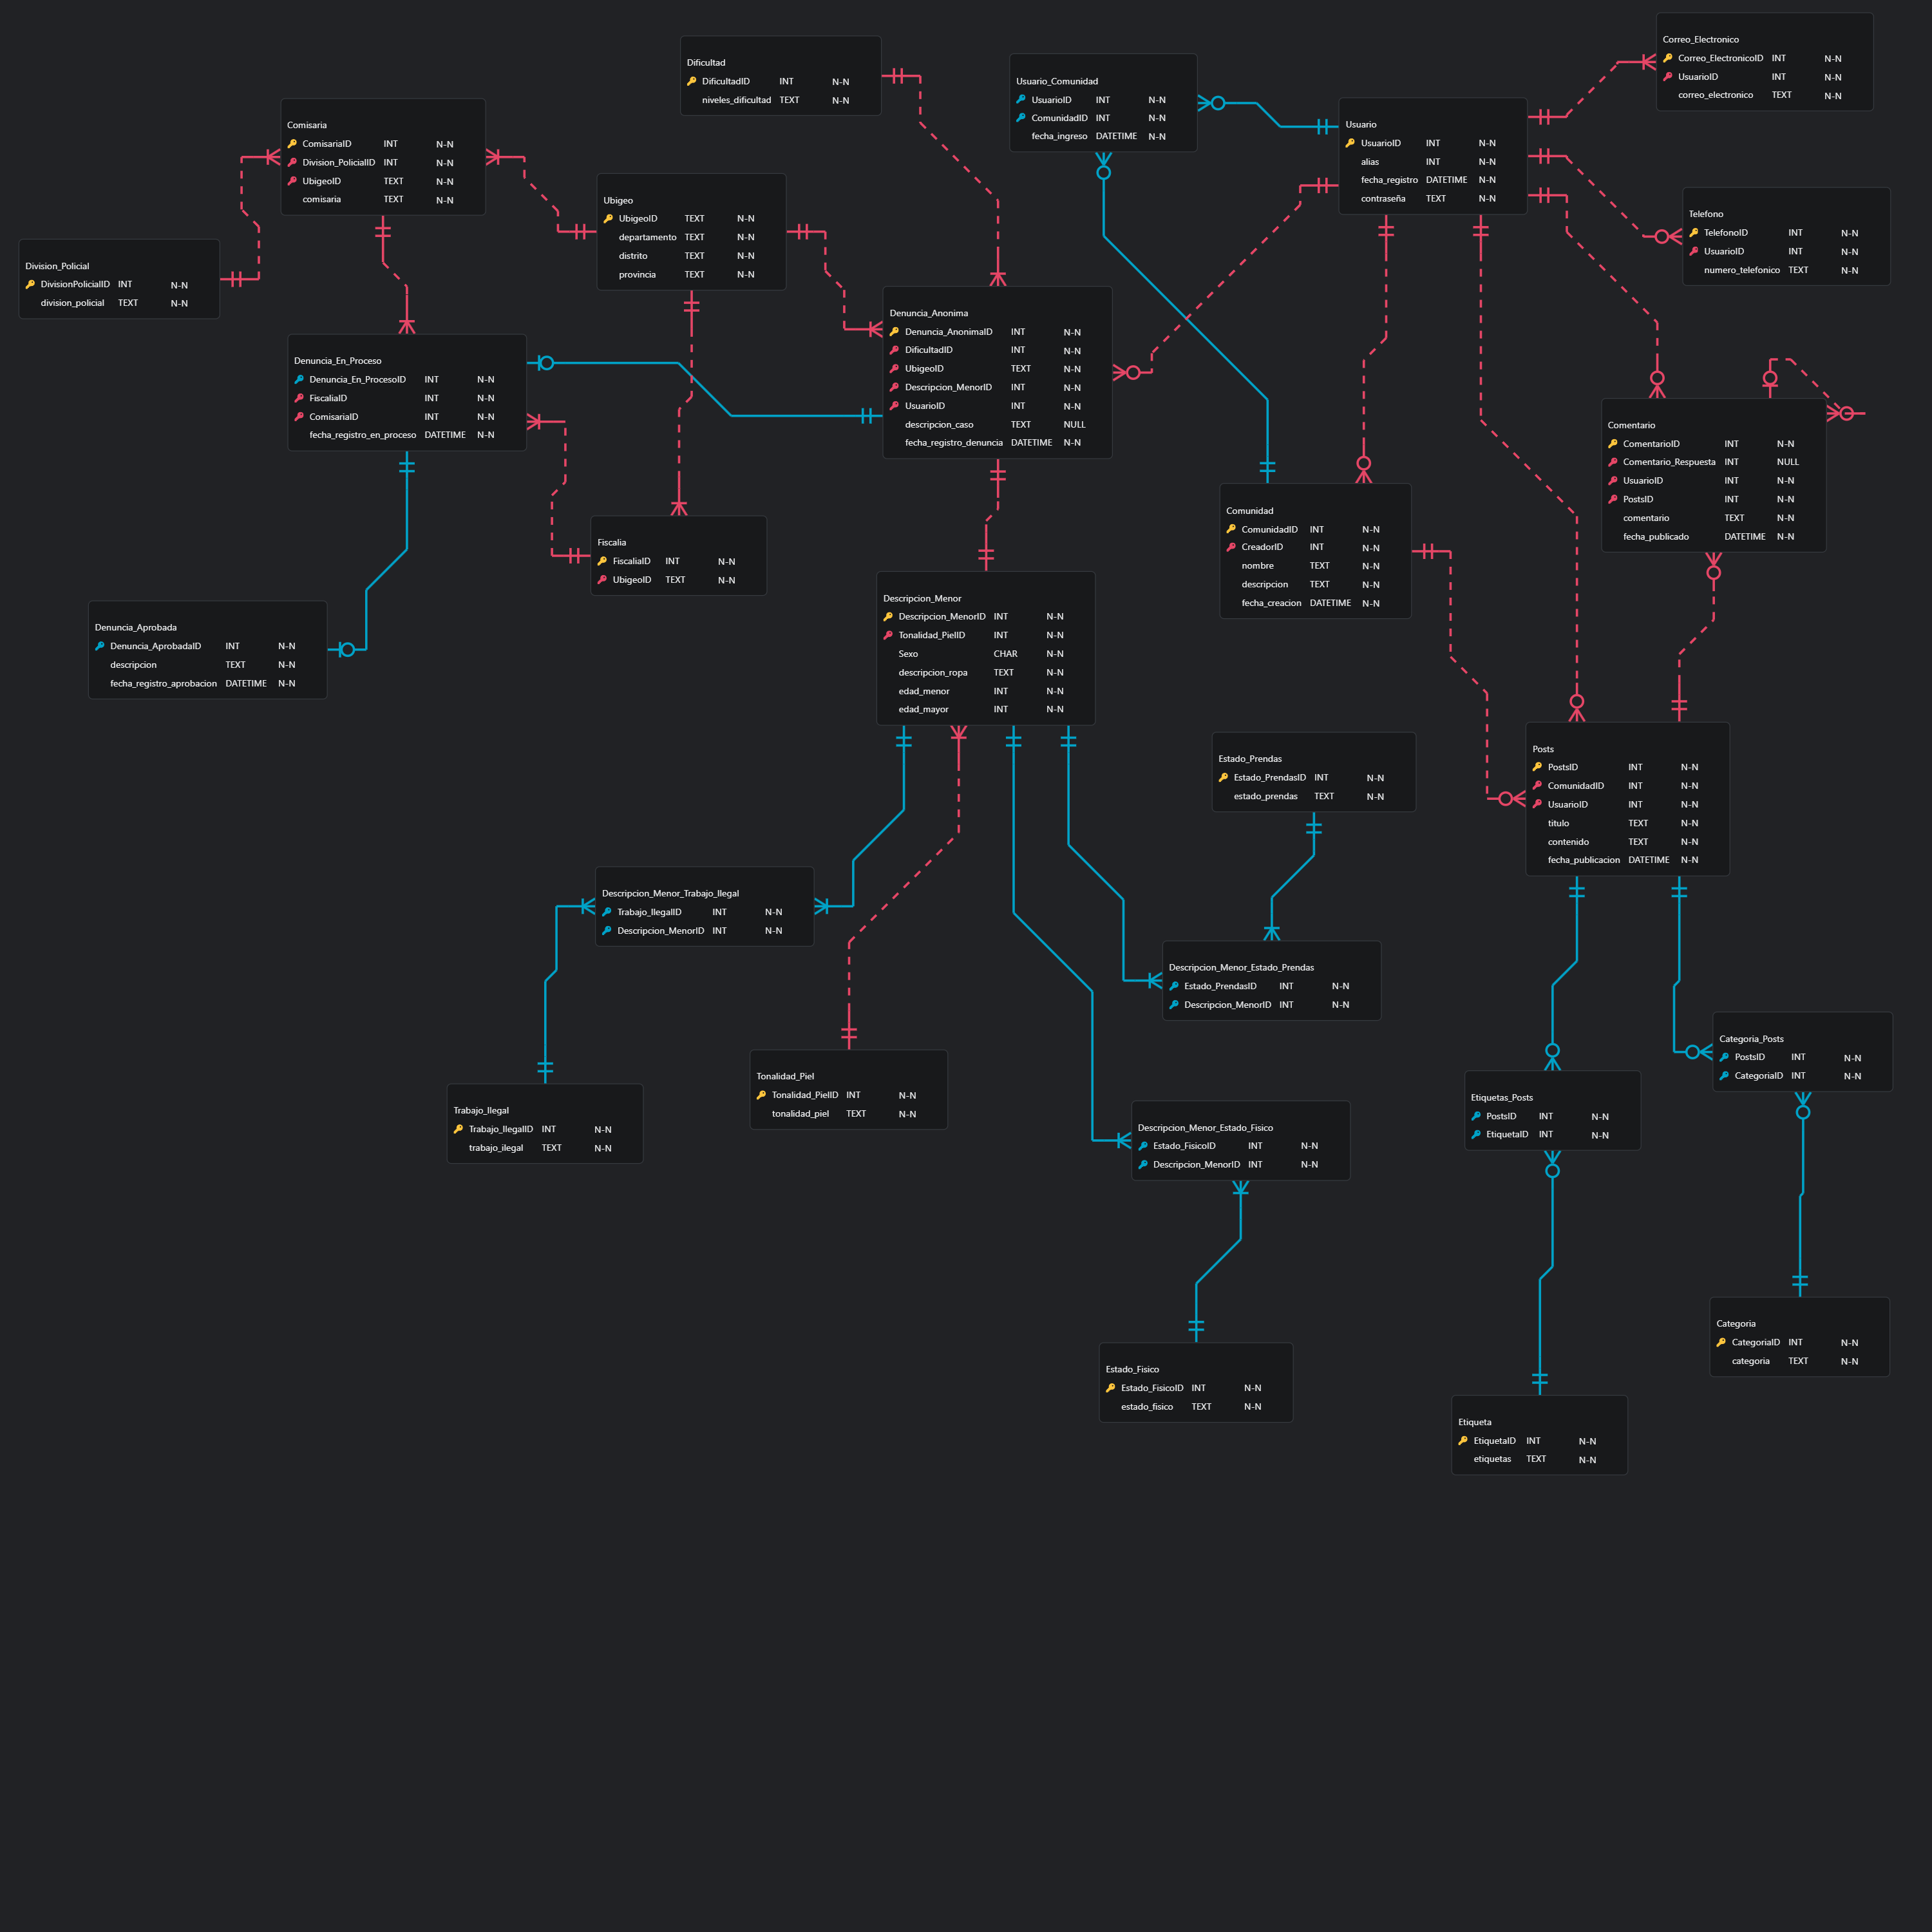 Correo_Electronico
Correo_ElectronicoID INT N-N
UsuarioID INT N-N
correo_electronico TEXT N-N
Dificultad
DificultadID INT N-N
niveles_dificultad TEXT N-N
Usuario_Comunidad
UsuarioID INT N-N
ComunidadID INT N-N
fecha_ingreso DATETIME N-N
Comisaria
ComisariaID INT N-N
Division_PolicialID INT N-N
UbigeoID TEXT N-N
comisaria TEXT N-N
Usuario
UsuarioID INT N-N
alias INT N-N
fecha_registro DATETIME N-N
contraseña TEXT N-N
Ubigeo
UbigeoID TEXT N-N
departamento TEXT N-N
distrito TEXT N-N
provincia TEXT N-N
Telefono
TelefonoID INT N-N
UsuarioID INT N-N
numero_telefonico TEXT N-N
Division_Policial
DivisionPolicialID INT N-N
division_policial TEXT N-N
Denuncia_Anonima
Denuncia_AnonimaID INT N-N
DificultadID INT N-N
UbigeoID TEXT N-N
Descripcion_MenorID INT N-N
UsuarioID INT N-N
descripcion_caso TEXT NULL
fecha_registro_denuncia DATETIME N-N
Denuncia_En_Proceso
Denuncia_En_ProcesoID INT N-N
FiscaliaID INT N-N
ComisariaID INT N-N
fecha_registro_en_proceso DATETIME N-N
Comentario
ComentarioID INT N-N
Comentario_Respuesta INT NULL
UsuarioID INT N-N
PostsID INT N-N
comentario TEXT N-N
fecha_publicado DATETIME N-N
Comunidad
ComunidadID INT N-N
CreadorID INT N-N
nombre TEXT N-N
descripcion TEXT N-N
fecha_creacion DATETIME N-N
Fiscalia
FiscaliaID INT N-N
UbigeoID TEXT N-N
Descripcion_Menor
Descripcion_MenorID INT N-N
Tonalidad_PielID INT N-N
Sexo CHAR N-N
descripcion_ropa TEXT N-N
edad_menor INT N-N
edad_mayor INT N-N
Denuncia_Aprobada
Denuncia_AprobadaID INT N-N
descripcion TEXT N-N
fecha_registro_aprobacion DATETIME N-N
Posts
PostsID INT N-N
ComunidadID INT N-N
UsuarioID INT N-N
titulo TEXT N-N
contenido TEXT N-N
fecha_publicacion DATETIME N-N
Estado_Prendas
Estado_PrendasID INT N-N
estado_prendas TEXT N-N
Descripcion_Menor_Trabajo_Ilegal
Trabajo_IlegalID INT N-N
Descripcion_MenorID INT N-N
Descripcion_Menor_Estado_Prendas
Estado_PrendasID INT N-N
Descripcion_MenorID INT N-N
Categoria_Posts
PostsID INT N-N
CategoriaID INT N-N
Tonalidad_Piel
Tonalidad_PielID INT N-N
tonalidad_piel TEXT N-N
Etiquetas_Posts
PostsID INT N-N
EtiquetaID INT N-N
Trabajo_Ilegal
Trabajo_IlegalID INT N-N
trabajo_ilegal TEXT N-N
Descripcion_Menor_Estado_Fisico
Estado_FisicoID INT N-N
Descripcion_MenorID INT N-N
Categoria
CategoriaID INT N-N
categoria TEXT N-N
Estado_Fisico
Estado_FisicoID INT N-N
estado_fisico TEXT N-N
Etiqueta
EtiquetaID INT N-N
etiquetas TEXT N-N